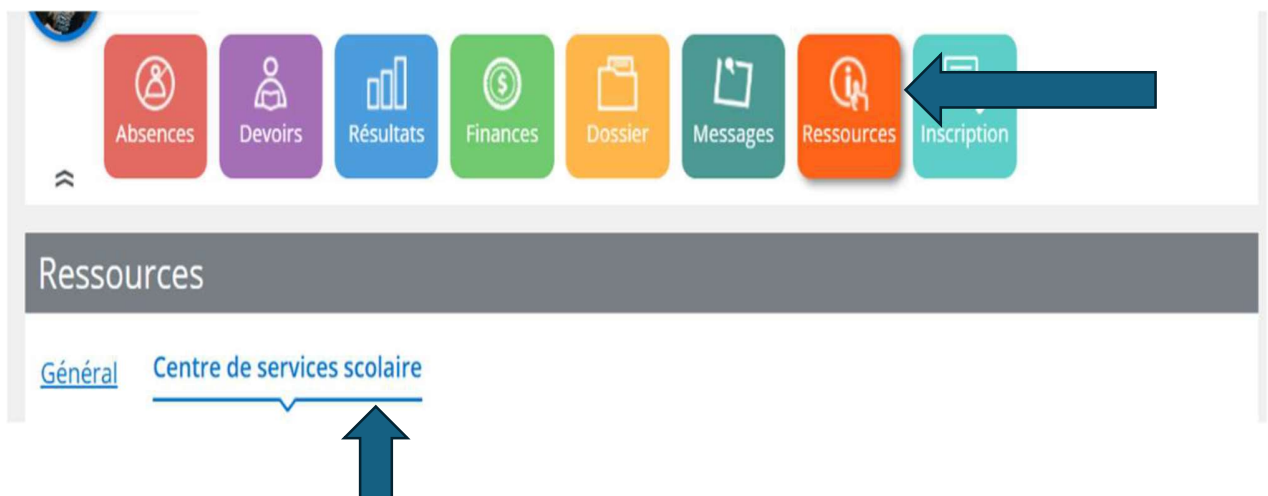 Absences Devoirs Résultats Finances Dossier Messages Ressources Inscription
Ressources
Général Centre de services scolaire